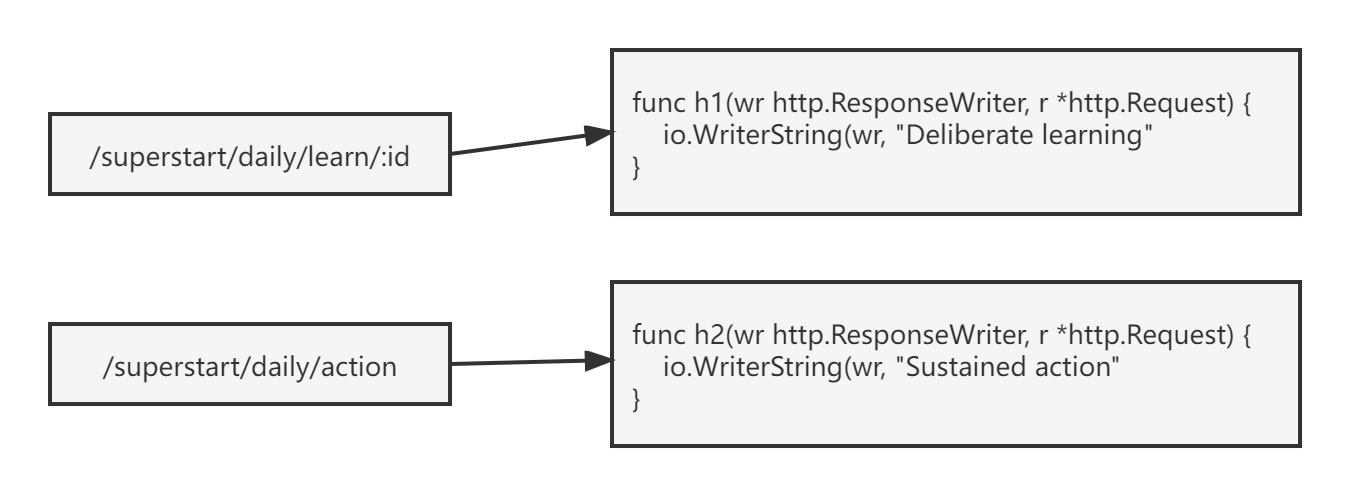 /superstart/daily/learn/:id
func h1(wr http.ResponseWriter, r *http.Request) {
    io.WriterString(wr, "Deliberate learning"
}
/superstart/daily/action
func h2(wr http.ResponseWriter, r *http.Request) {
    io.WriterString(wr, "Sustained action"
}